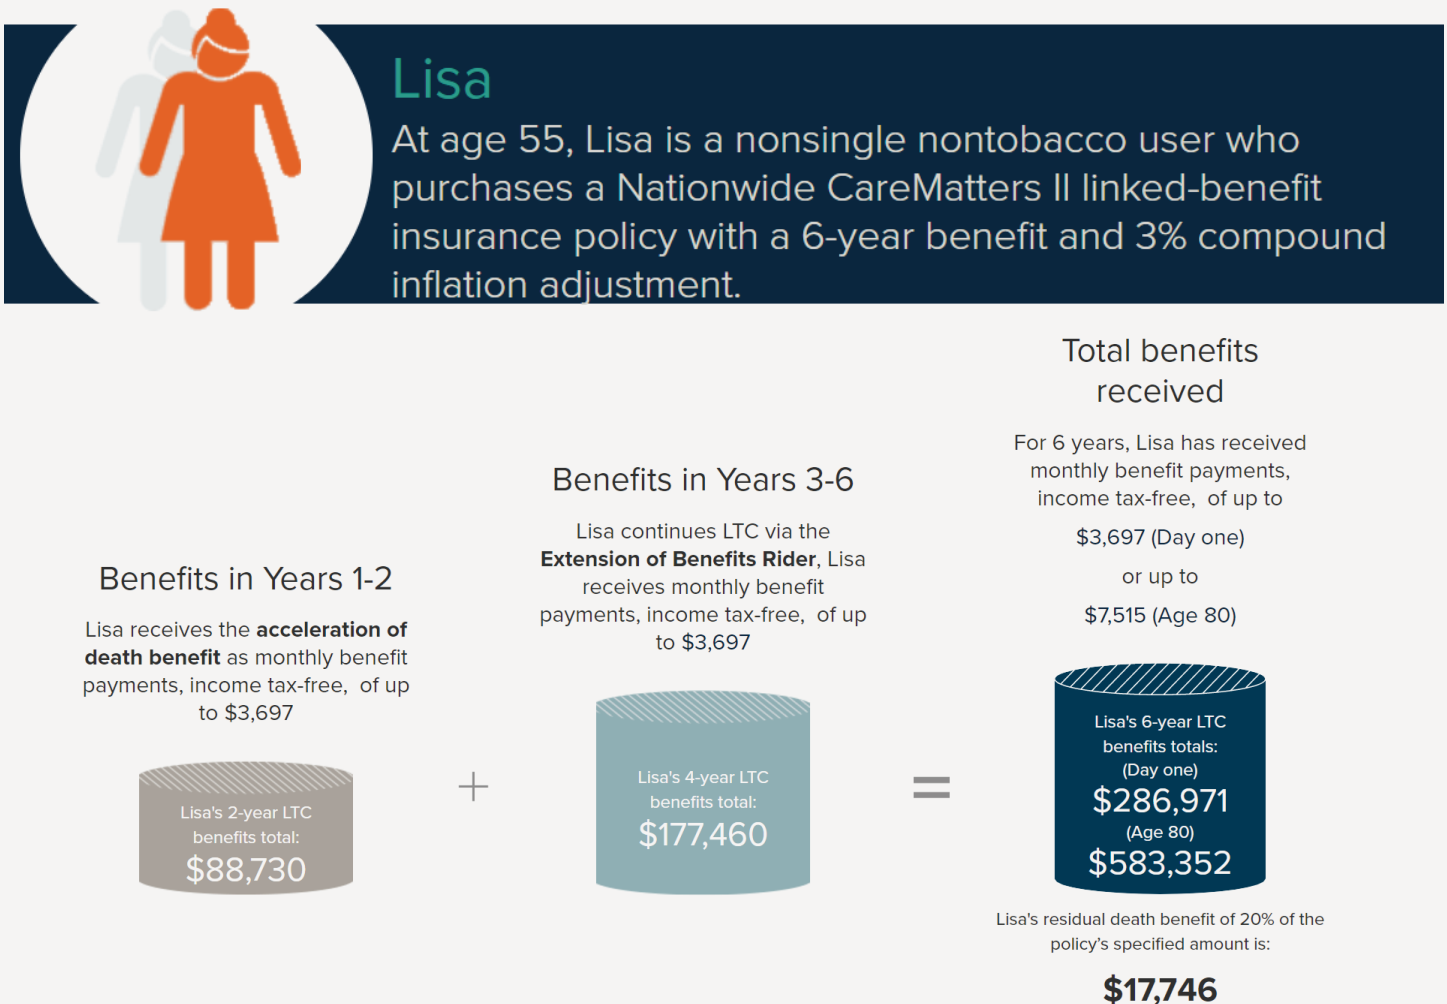 Lisa
At age 55, Lisa is a nonsingle nontobacco user who
purchases a Nationwide CareMatters II linked-benefit
insurance policy with a 6-year benefit and 3% compound
inflation adjustment.
Benefits in Years 1-2
Lisa receives the acceleration of
death benefit as monthly benefit
payments, income tax-free, of up
to $3,697
Lisa's 2-year LTC
benefits total:
$88,730
+
Benefits in Years 3-6
Lisa continues LTC via the
Extension of Benefits Rider, Lisa
receives monthly benefit
payments, income tax-free, of up
to $3,697
Lisa's 4-year LTC
benefits total:
$177,460
=
Total benefits
received
For 6 years, Lisa has received
monthly benefit payments,
income tax-free, of up to
$3,697 (Day one)
or up to
$7,515 (Age 80)
Lisa's 6-year LTC
benefits totals:
(Day one)
$286,971
(Age 80)
$583,352
Lisa's residual death benefit of 20% of the
policy's specified amount is:
$17,746